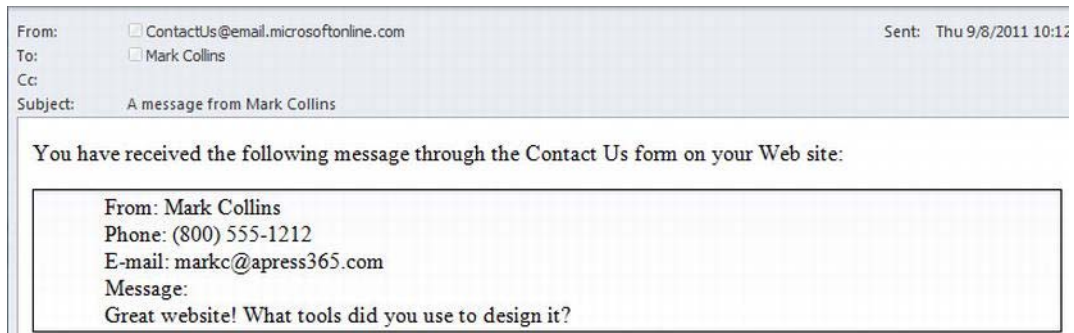 From: ContactUs@email.microsoftonline.com Sent: Thu 9/8/2011 10:12
To: Mark Collins
Cc:
Subject: A message from Mark Collins
You have received the following message through the Contact Us form on your Web site:
From: Mark Collins
Phone: (800) 555-1212
E-mail: markc@apress365.com
Message:
Great website! What tools did you use to design it?